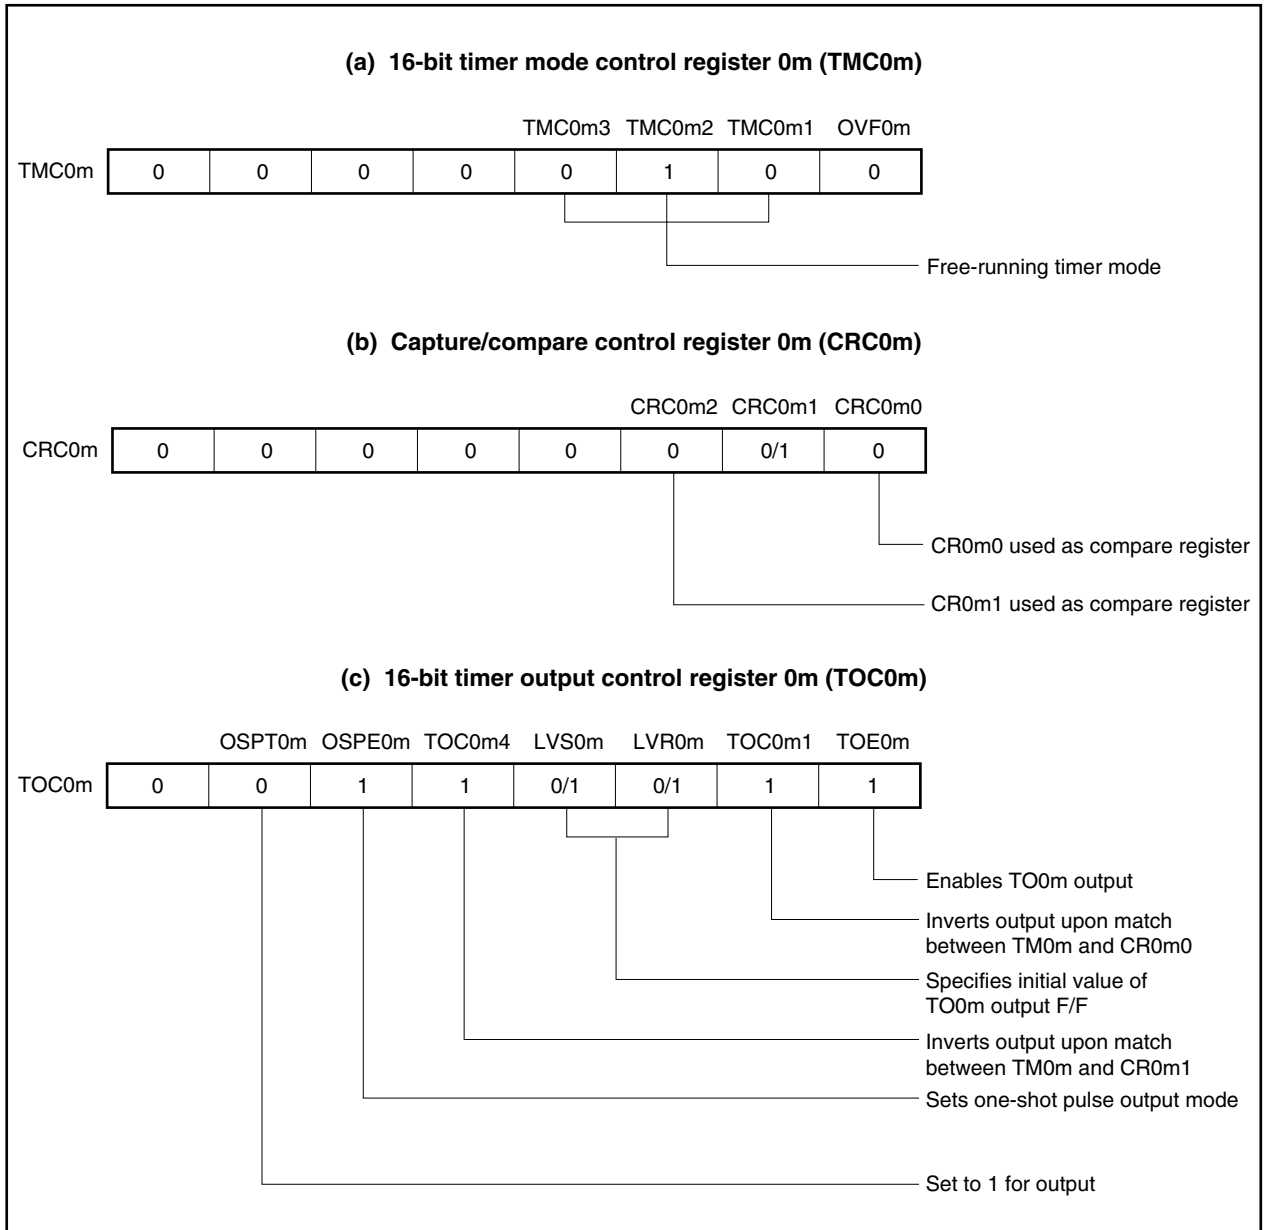 (a) 16-bit timer mode control register 0m (TMC0m)
TMC0m3 TMC0m2 TMC0m1 OVF0m
TMC0m 0 0 0 0 0 1 0 0
Free-running timer mode
(b) Capture/compare control register 0m (CRC0m)
CRC0m2 CRC0m1 CRC0m0
CRC0m 0 0 0 0 0 0 0/1 0
CR0m0 used as compare register
CR0m1 used as compare register
(c) 16-bit timer output control register 0m (TOC0m)
OSPT0m OSPE0m TOC0m4 LVS0m LVR0m TOC0m1 TOE0m
TOC0m 0 0 1 1 0/1 0/1 1 1
Enables TO0m output
Inverts output upon match
between TM0m and CR0m0
Specifies initial value of
TO0m output F/F
Inverts output upon match
between TM0m and CR0m1
Sets one-shot pulse output mode
Set to 1 for output